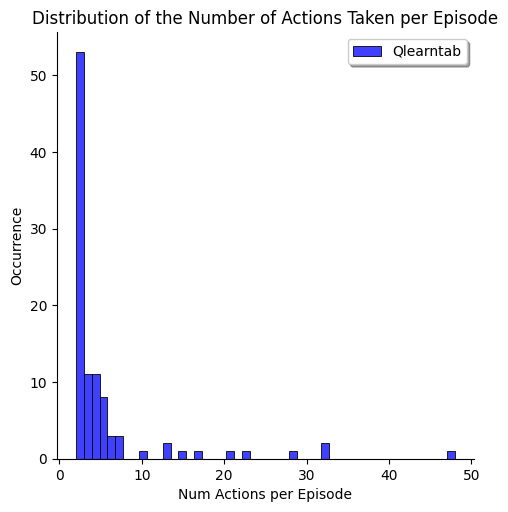 Distribution of the Number of Actions Taken per Episode
Qlearntab
50
40
30
20
10
0
Occurrence
0 10 20 30 40 50
Num Actions per Episode